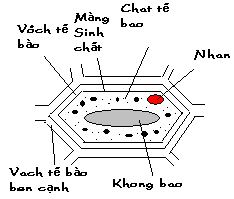 Vách tế
bào
Màng
Sinh
chất
Chat tế
bao
Nhan
Vach tế bào
ben cạnh
Khong bao